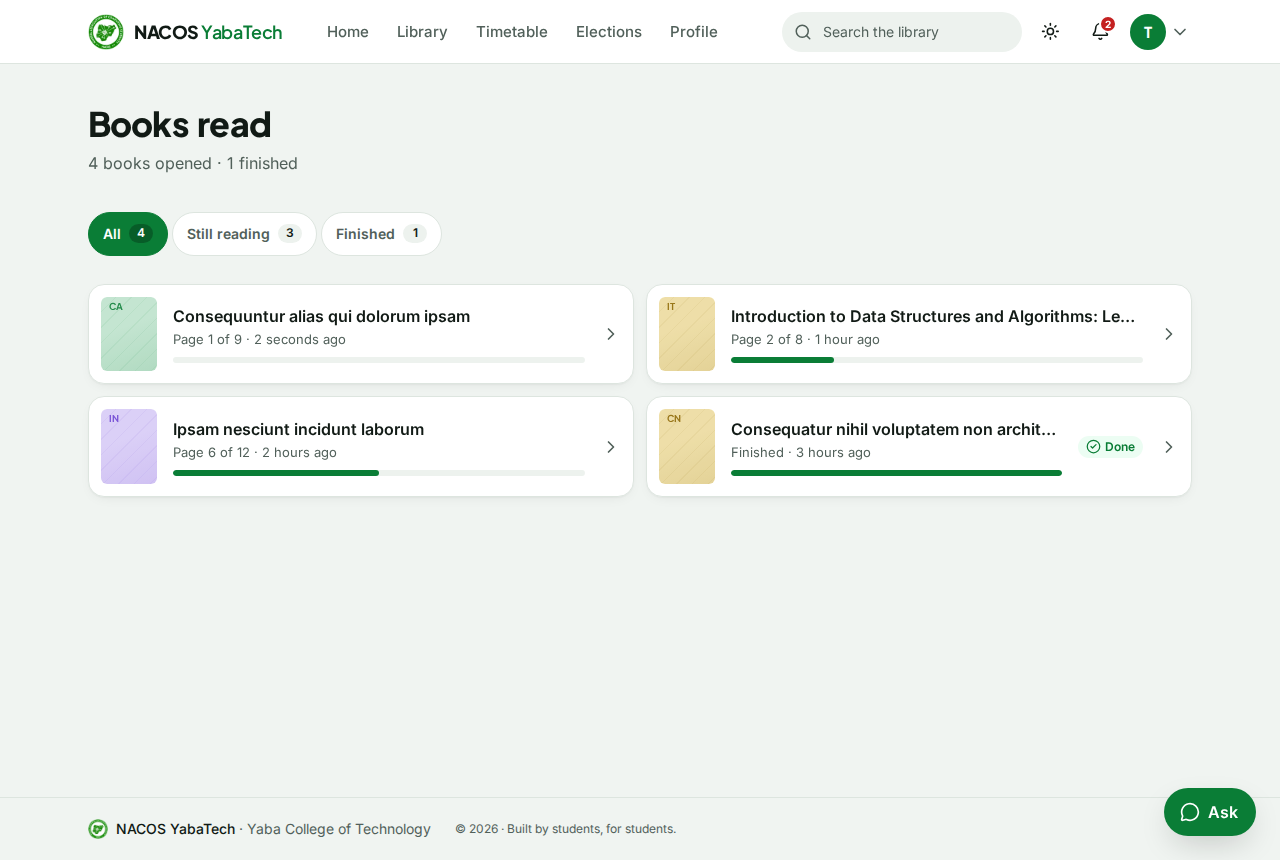 NACOS YabaTech
Home
Library
Timetable
Elections
Profile
Search the library
2
T
Books read
4 books opened · 1 finished
All 4
Still reading 3
Finished 1
CA
Consequuntur alias qui dolorum ipsam
Page 1 of 9 · 2 seconds ago
IT
Introduction to Data Structures and Algorithms: Le...
Page 2 of 8 · 1 hour ago
IN
Ipsam nesciunt incidunt laborum
Page 6 of 12 · 2 hours ago
CN
Consequatur nihil voluptatem non archit...
Finished · 3 hours ago
Done
NACOS YabaTech · Yaba College of Technology
© 2026 · Built by students, for students.
Ask